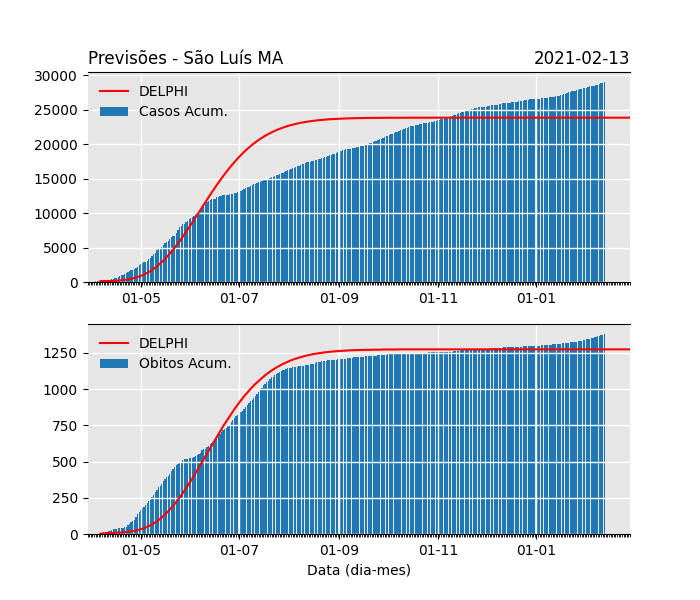 Previsões - São Luís MA 2021-02-13
30000
25000
20000
15000
10000
5000
0
DELPHI
Casos Acum.
01-05 01-07 01-09 01-11 01-01
1250
1000
750
500
250
0
DELPHI
Obitos Acum.
01-05 01-07 01-09 01-11 01-01
Data (dia-mes)